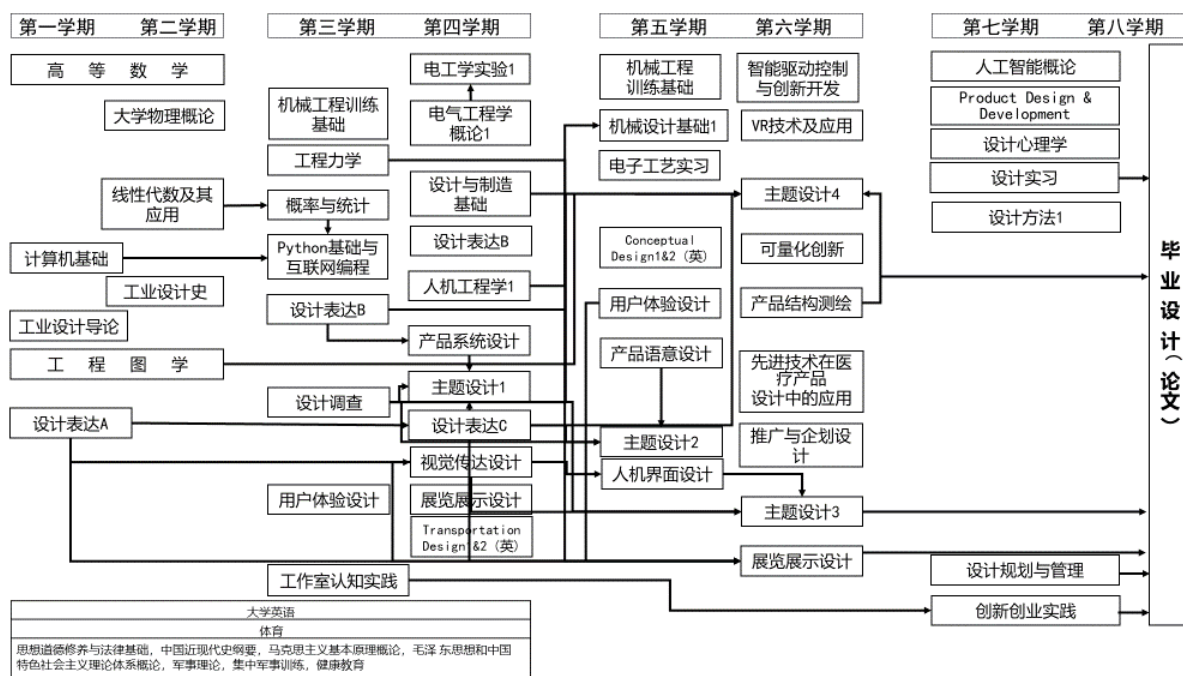 第一学期 第二学期
第三学期 第四学期
第五学期 第六学期
第七学期 第八学期
高等数学
大学物理概论
线性代数及其
应用
计算机基础
工业设计史
工业设计导论
工程图学
设计表达A
机械工程训练
基础
工程力学
概率与统计
Python基础与
互联网编程
设计表达B
设计调查
用户体验设计
工作室认知实践
电工学实验1
电气工程学
概论1
设计与制造
基础
设计表达B
人机工程学1
产品系统设计
主题设计1
设计表达C
视觉传达设计
展览展示设计
Transportation
Design1&2（英）
机械工程
训练基础
机械设计基础1
电子工艺实习
Conceptual
Design1&2（英）
用户体验设计
产品语意设计
主题设计2
人机界面设计
智能驱动控制
与创新开发
VR技术及应用
主题设计4
可量化创新
产品结构测绘
先进技术在医
疗产品
设计中的应用
推广与企划设
计
主题设计3
展览展示设计
人工智能概论
Product Design &
Development
设计心理学
设计实习
设计方法1
设计规划与管理
创新创业实践
毕业设计（论文）
大学英语
体育
思想道德修养与法律基础，中国近现代史纲要，马克思主义基本原理概论，毛泽 东思想和中国
特色社会主义理论体系概论，军事理论，集中军事训练，健康教育